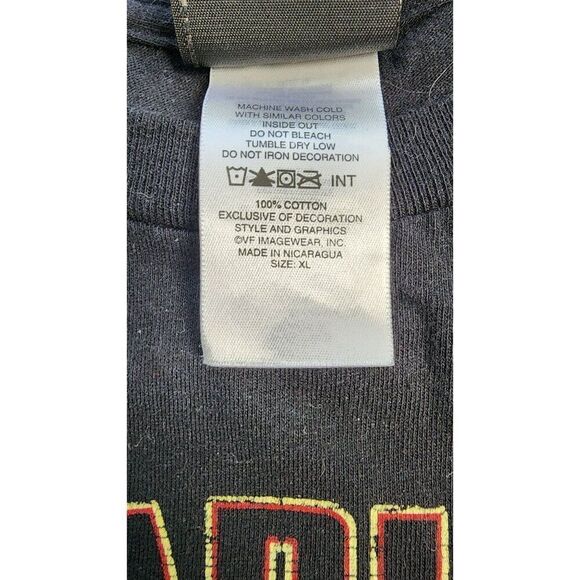 MACHINE WASH COLD
WITH SIMILAR COLORS
INSIDE OUT
DO NOT BLEACH
TUMBLE DRY LOW
DO NOT IRON DECORATION
INT
100% COTTON
EXCLUSIVE OF DECORATION
STYLE AND GRAPHICS
©VF IMAGEWEAR, INC.
MADE IN NICARAGUA
SIZE: XL